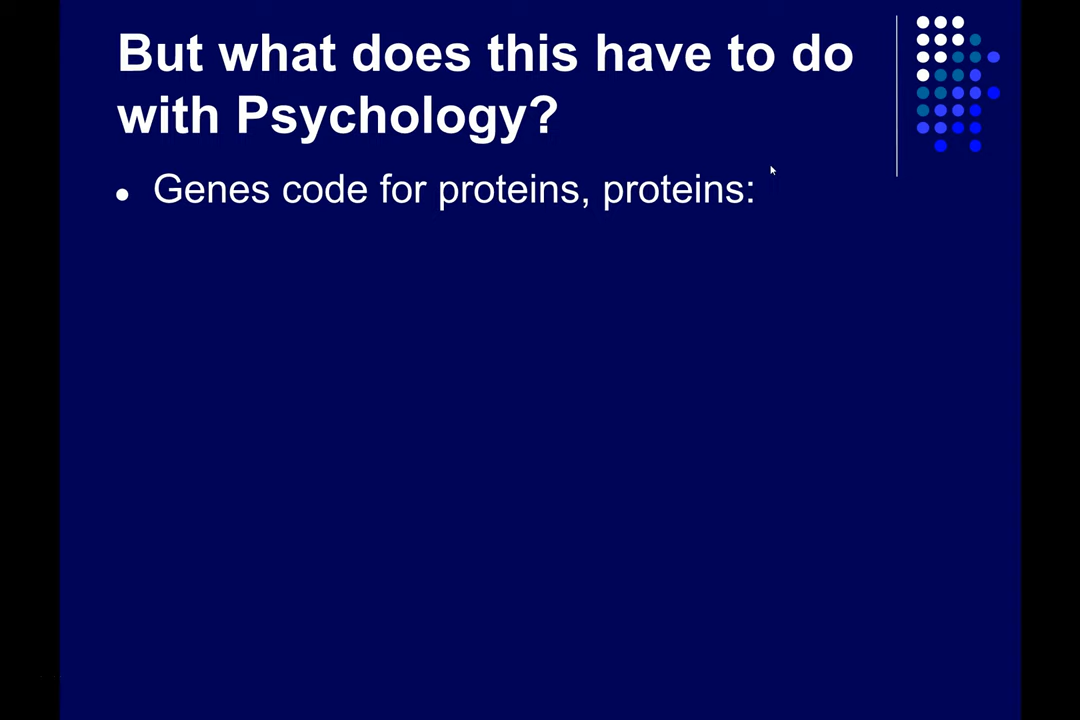 But what does this have to do
with Psychology?
• Genes code for proteins, proteins: